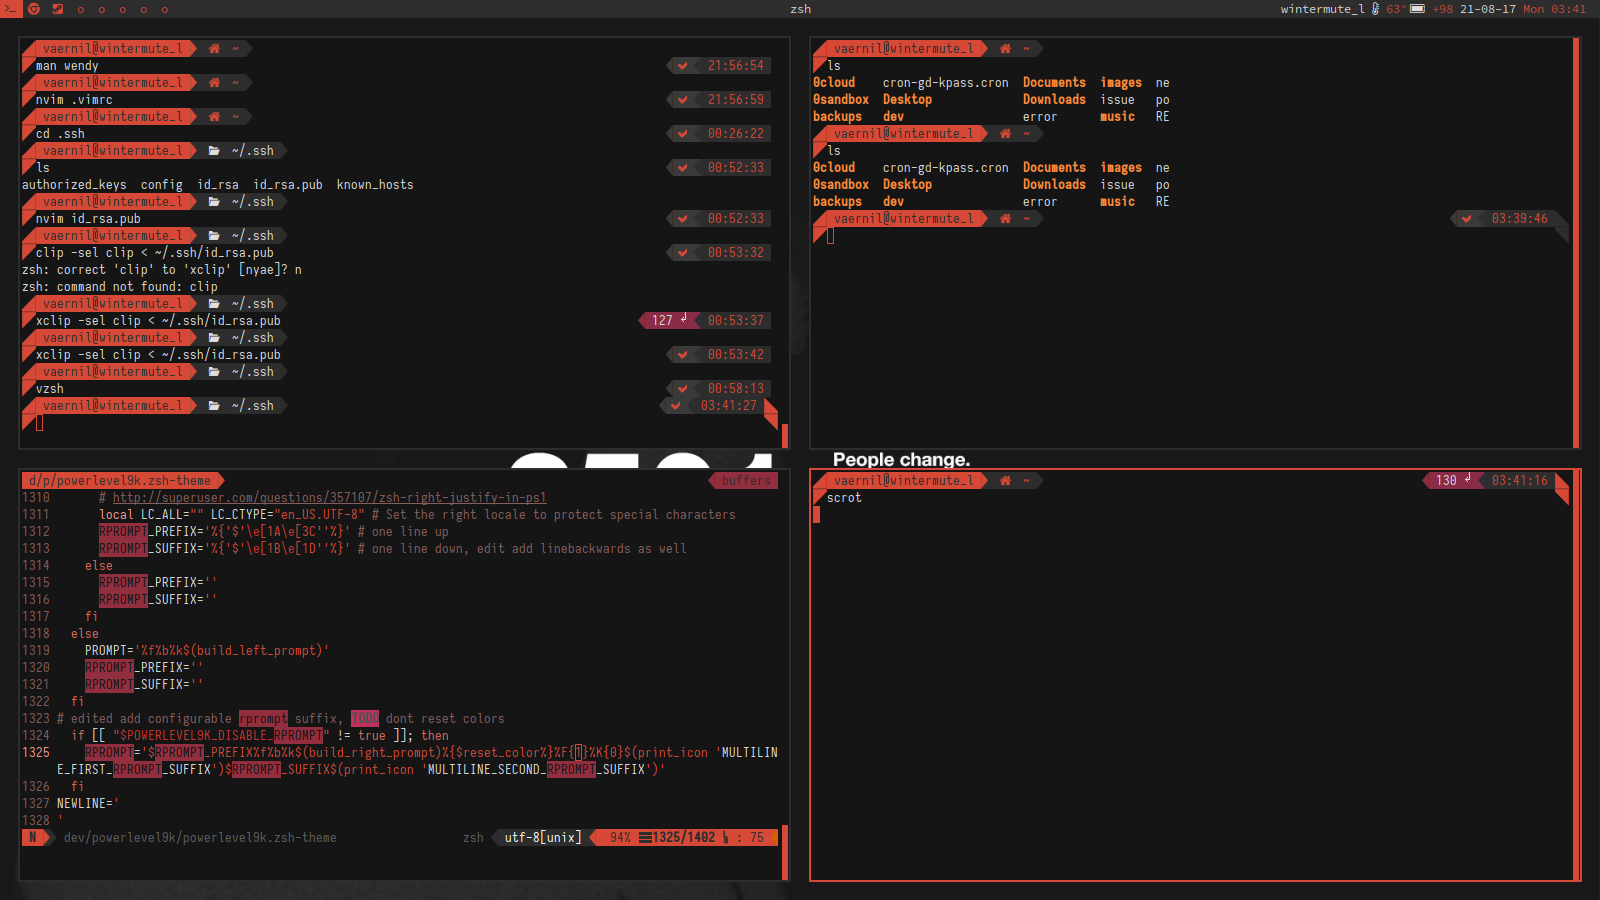 >_ zsh wintermute_l 63° +98 21-08-17 Mon 03:41
vaernil@wintermute_l ~
man wendy 21:56:54
vaernil@wintermute_l ~
nvim .vimrc 21:56:59
vaernil@wintermute_l ~
cd .ssh 00:26:22
vaernil@wintermute_l ~/.ssh
ls 00:52:33
authorized_keys config id_rsa id_rsa.pub known_hosts
vaernil@wintermute_l ~/.ssh
nvim id_rsa.pub 00:52:33
vaernil@wintermute_l ~/.ssh
clip -sel clip < ~/.ssh/id_rsa.pub 00:53:32
zsh: correct 'clip' to 'xclip' [nyae]? n
zsh: command not found: clip
vaernil@wintermute_l ~/.ssh
xclip -sel clip < ~/.ssh/id_rsa.pub 127 00:53:37
vaernil@wintermute_l ~/.ssh
xclip -sel clip < ~/.ssh/id_rsa.pub 00:53:42
vaernil@wintermute_l ~/.ssh
vzsh 00:58:13
vaernil@wintermute_l ~/.ssh 03:41:27
vaernil@wintermute_l ~
ls
0cloud cron-gd-kpass.cron Documents images ne
0sandbox Desktop Downloads issue po
backups dev error music RE
vaernil@wintermute_l ~
ls
0cloud cron-gd-kpass.cron Documents images ne
0sandbox Desktop Downloads issue po
backups dev error music RE
vaernil@wintermute_l ~ 03:39:46
People change.
d/p/powerlevel9k.zsh-theme buffers
1310 # http://superuser.com/questions/357107/zsh-right-justify-in-ps1
1311 local LC_ALL="" LC_CTYPE="en_US.UTF-8" # Set the right locale to protect special characters
1312 RPROMPT_PREFIX='%{'$'\e[1A\e[3C''%}' # one line up
1313 RPROMPT_SUFFIX='%{'$'\e[1B\e[1D''%}' # one line down, edit add linebackwards as well
1314 else
1315 RPROMPT_PREFIX=''
1316 RPROMPT_SUFFIX=''
1317 fi
1318 else
1319 PROMPT='%f%b%k$(build_left_prompt)'
1320 RPROMPT_PREFIX=''
1321 RPROMPT_SUFFIX=''
1322 fi
1323 # edited add configurable rprompt suffix, TODO dont reset colors
1324 if [[ "$POWERLEVEL9K_DISABLE_RPROMPT" != true ]]; then
1325 RPROMPT='$RPROMPT_PREFIX%f%b%k$(build_right_prompt)%{$reset_color%}%F{1}%K{0}$(print_icon 'MULTILIN
E_FIRST_RPROMPT_SUFFIX')$RPROMPT_SUFFIX$(print_icon 'MULTILINE_SECOND_RPROMPT_SUFFIX')'
1326 fi
1327 NEWLINE='
1328 '
N dev/powerlevel9k/powerlevel9k.zsh-theme zsh utf-8[unix] 94% 1325/1402 : 75
vaernil@wintermute_l ~ 130 03:41:16
scrot